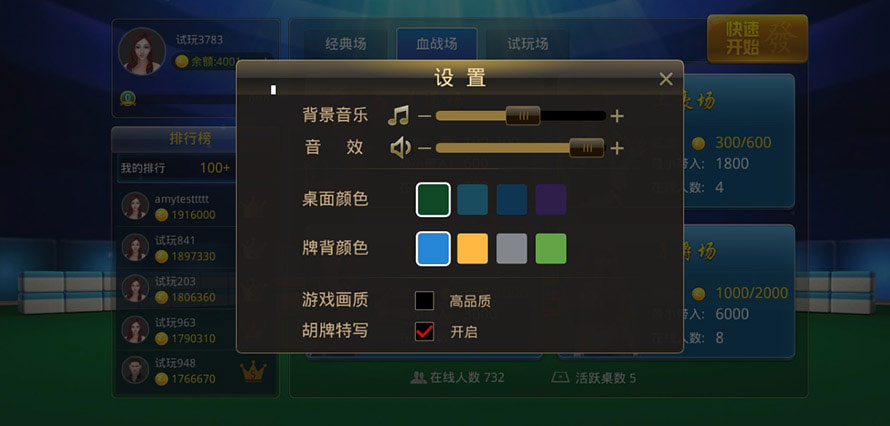 试玩3783
余额:400
经典场
血战场
试玩场
快速
开始
發
设 置
背景音乐
音 效
桌面颜色
牌背颜色
游戏画质
高品质
胡牌特写
开启
排行榜
我的排行 100+
amytesttttt
1916000
试玩841
1897330
试玩203
1806360
试玩963
1790310
试玩948
1766670
300/600
1800
4
1000/2000
6000
8
在线人数 732
活跃桌数 5